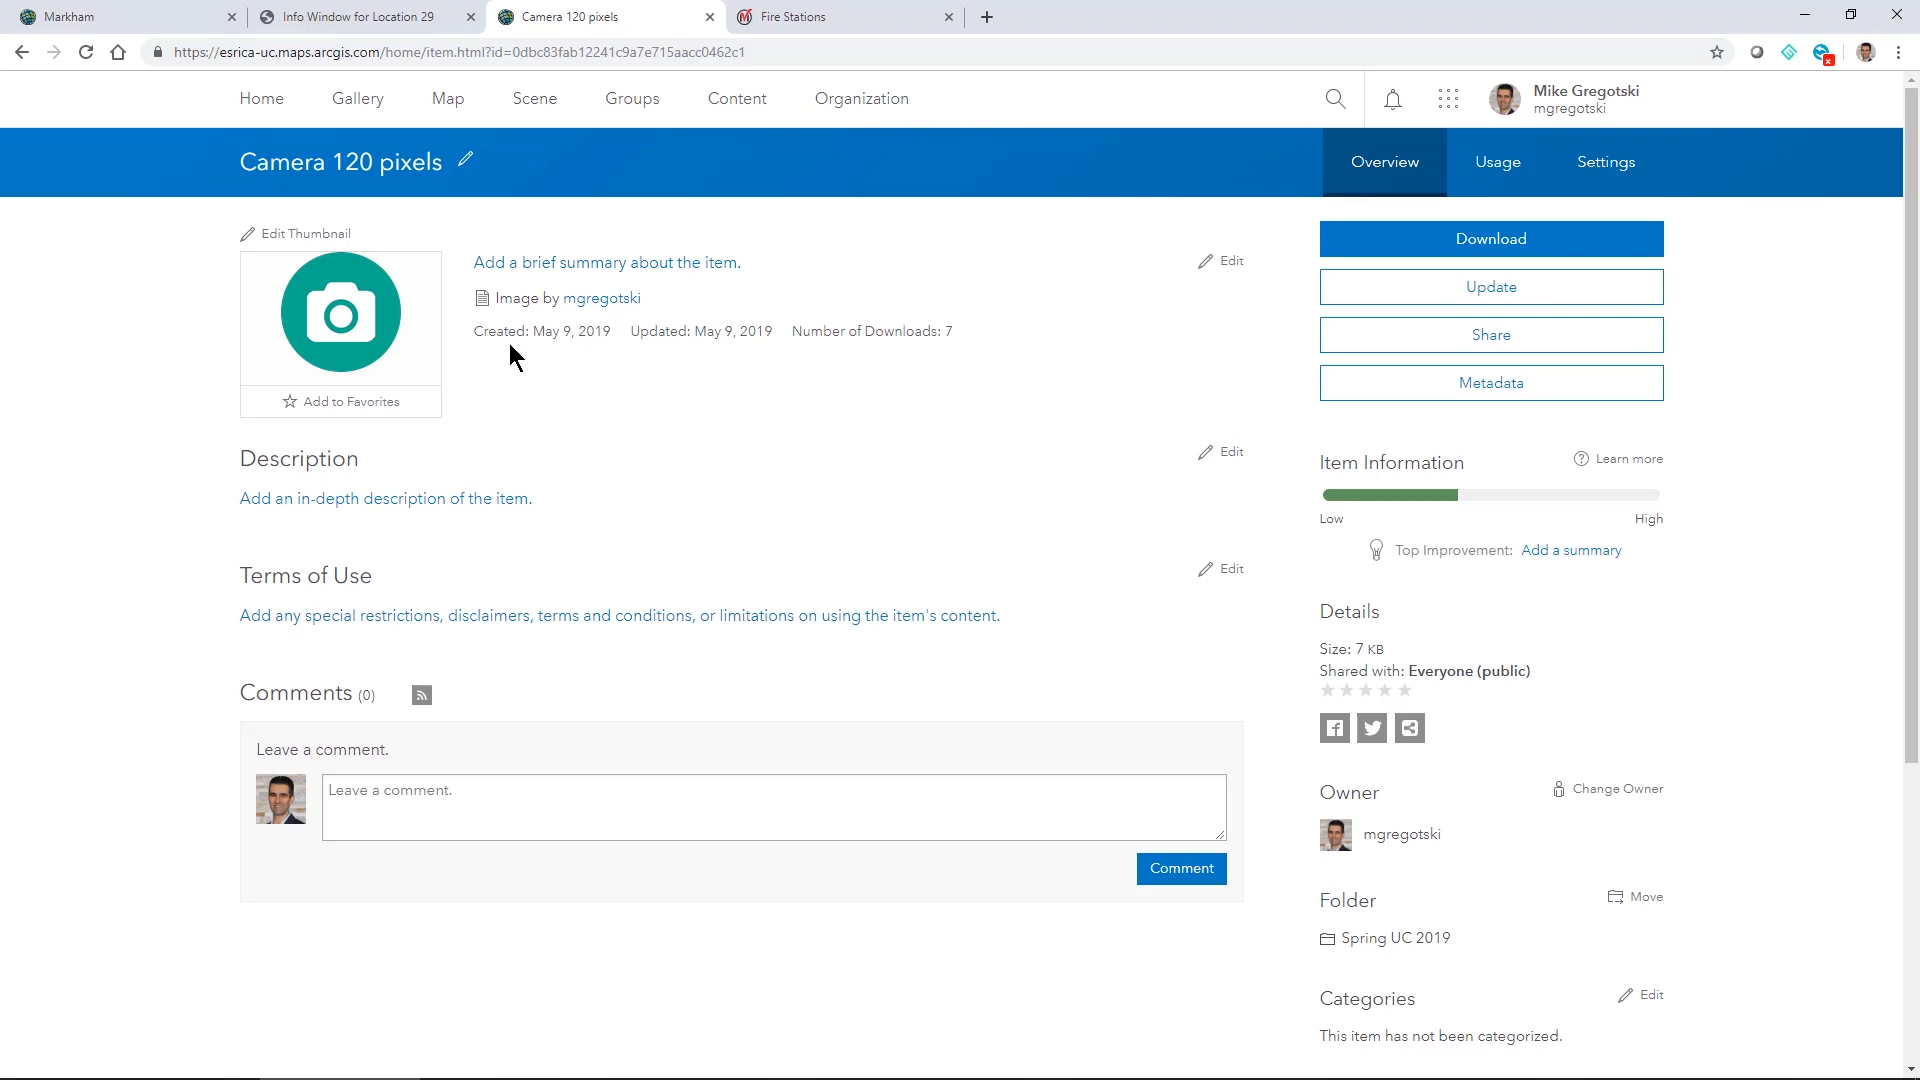 Markham
Info Window for Location 29
Camera 120 pixels
Fire Stations
https://esrica-uc.maps.arcgis.com/home/item.html?id=0dbc83fab12241c9a7e715aacc0462c1
Home Gallery Map Scene Groups Content Organization
Mike Gregotski
mgregotski
Camera 120 pixels
Overview Usage Settings
Edit Thumbnail
Add to Favorites
Add a brief summary about the item.
Edit
Image by mgregotski
Created: May 9, 2019 Updated: May 9, 2019 Number of Downloads: 7
Description
Edit
Add an in-depth description of the item.
Terms of Use
Edit
Add any special restrictions, disclaimers, terms and conditions, or limitations on using the item's content.
Comments (0)
Leave a comment.
Leave a comment.
Comment
Download
Update
Share
Metadata
Item Information
Learn more
Low High
Top Improvement: Add a summary
Details
Size: 7 KB
Shared with: Everyone (public)
Owner
Change Owner
mgregotski
Folder
Move
Spring UC 2019
Categories
Edit
This item has not been categorized.